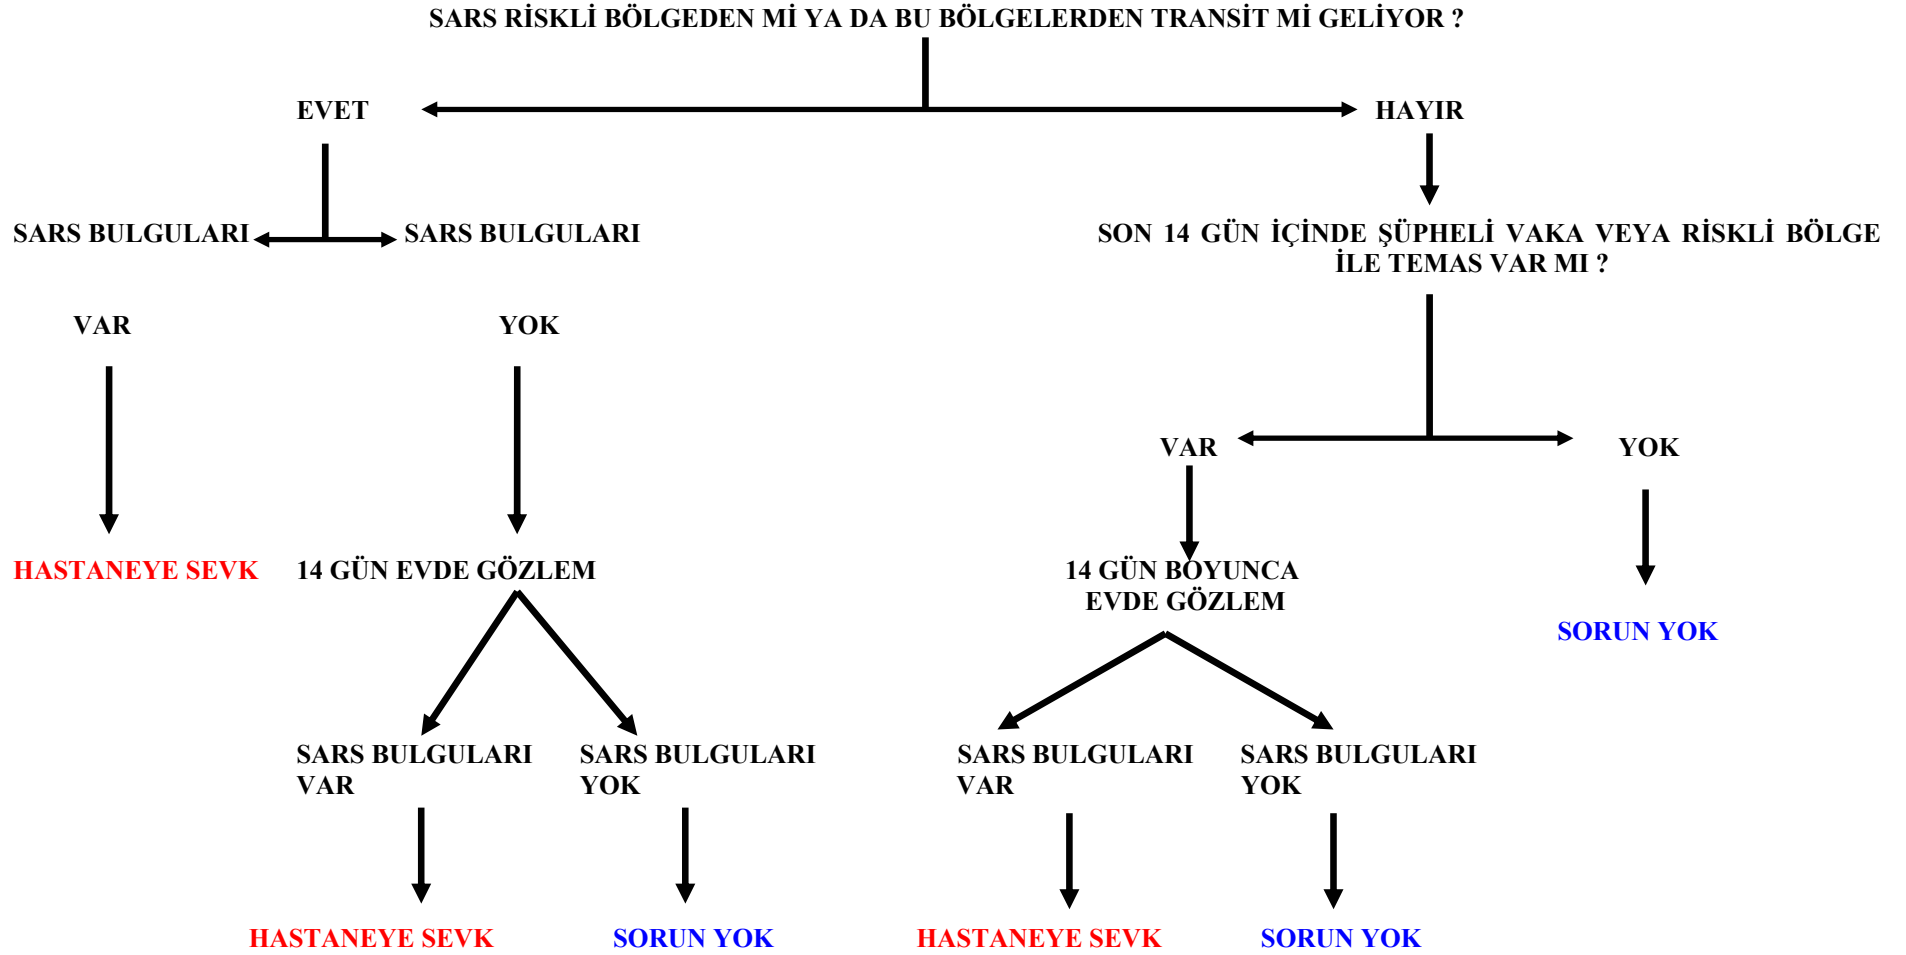 SARS RİSKLİ BÖLGEDEN Mİ YA DA BU BÖLGELERDEN TRANSİT Mİ GELİYOR ?
EVET
HAYIR
SARS BULGULARI
SARS BULGULARI
SON 14 GÜN İÇİNDE ŞÜPHELİ VAKA VEYA RİSKLİ BÖLGE
İLE TEMAS VAR MI ?
VAR
YOK
VAR
YOK
HASTANEYE SEVK
14 GÜN EVDE GÖZLEM
14 GÜN BOYUNCA
EVDE GÖZLEM
SORUN YOK
SARS BULGULARI
VAR
SARS BULGULARI
YOK
SARS BULGULARI
VAR
SARS BULGULARI
YOK
HASTANEYE SEVK
SORUN YOK
HASTANEYE SEVK
SORUN YOK